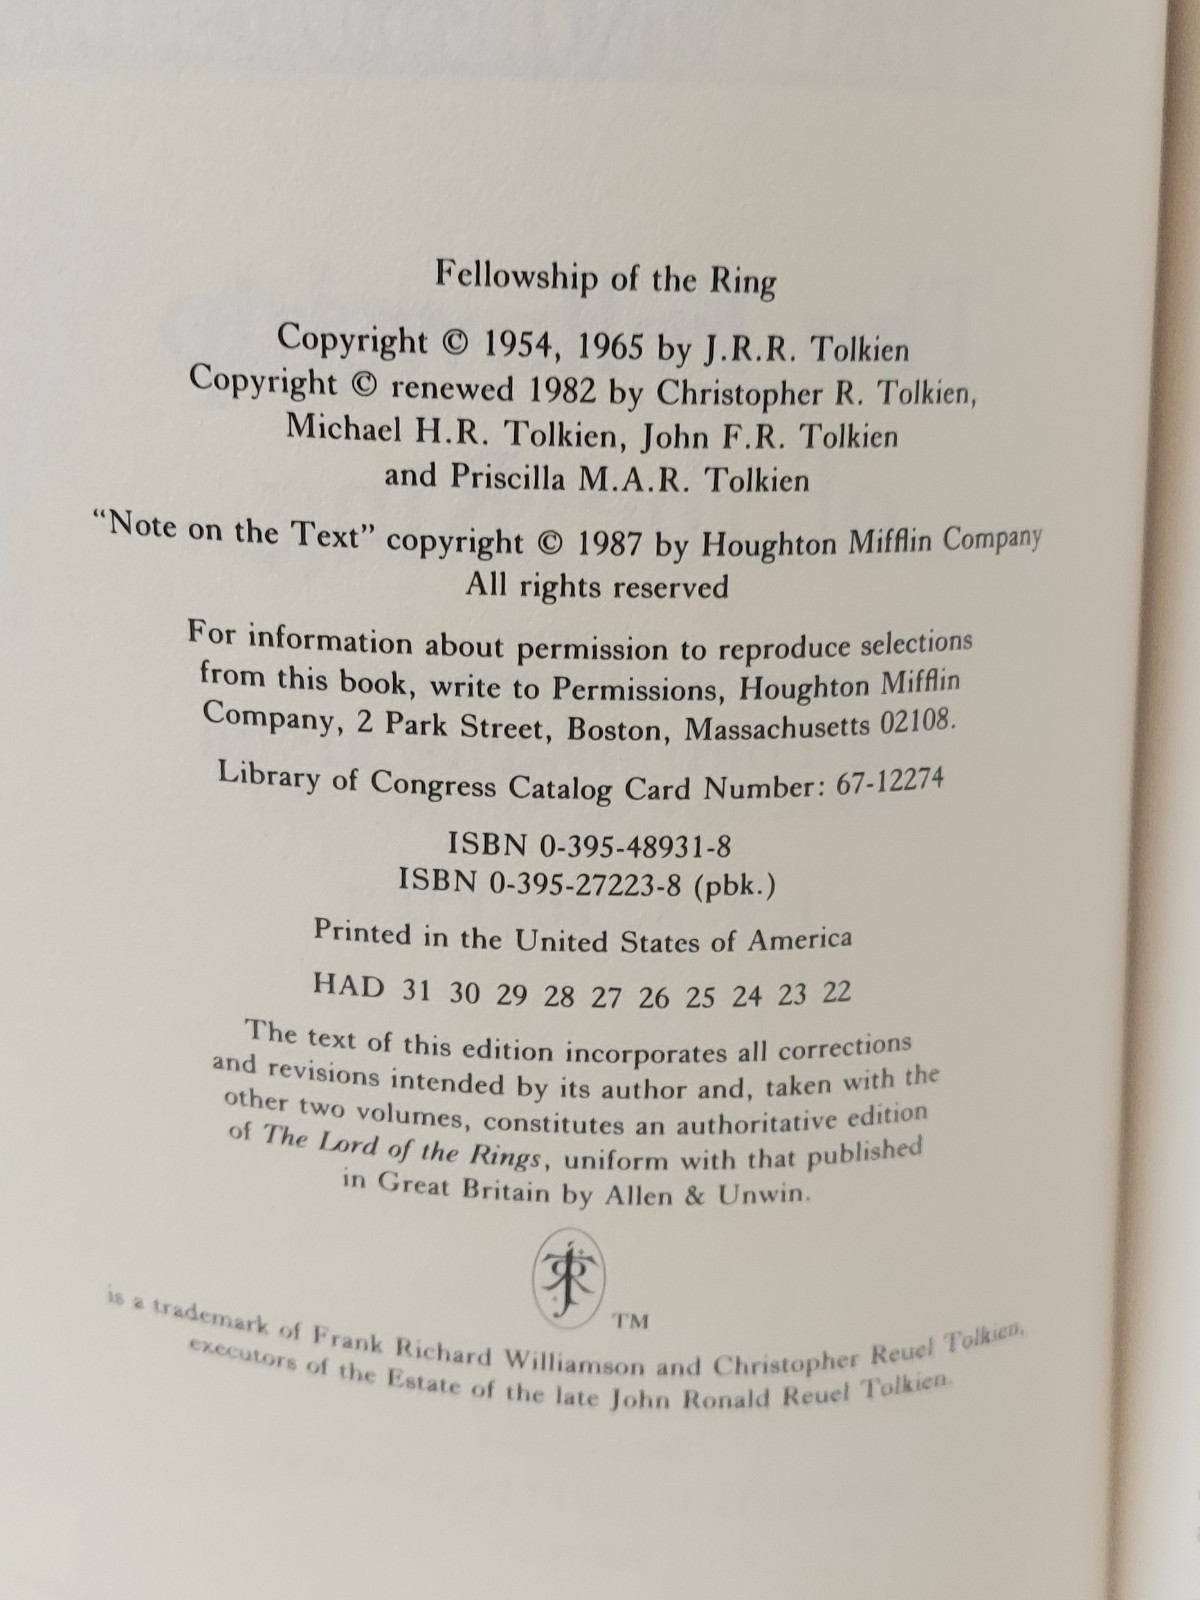 Fellowship of the Ring
Copyright © 1954, 1965 by J.R.R. Tolkien
Copyright © renewed 1982 by Christopher R. Tolkien,
Michael H.R. Tolkien, John F.R. Tolkien
and Priscilla M.A.R. Tolkien
“Note on the Text” copyright © 1987 by Houghton Mifflin Company
All rights reserved
For information about permission to reproduce selections
from this book, write to Permissions, Houghton Mifflin
Company, 2 Park Street, Boston, Massachusetts 02108.
Library of Congress Catalog Card Number: 67-12274
ISBN 0-395-48931-8
ISBN 0-395-27223-8 (pbk.)
Printed in the United States of America
HAD 31 30 29 28 27 26 25 24 23 22
The text of this edition incorporates all corrections
and revisions intended by its author and, taken with the
other two volumes, constitutes an authoritative edition
of The Lord of the Rings, uniform with that published
in Great Britain by Allen & Unwin.
TM
is a trademark of Frank Richard Williamson and Christopher Reuel Tolkien,
executors of the Estate of the late John Ronald Reuel Tolkien.